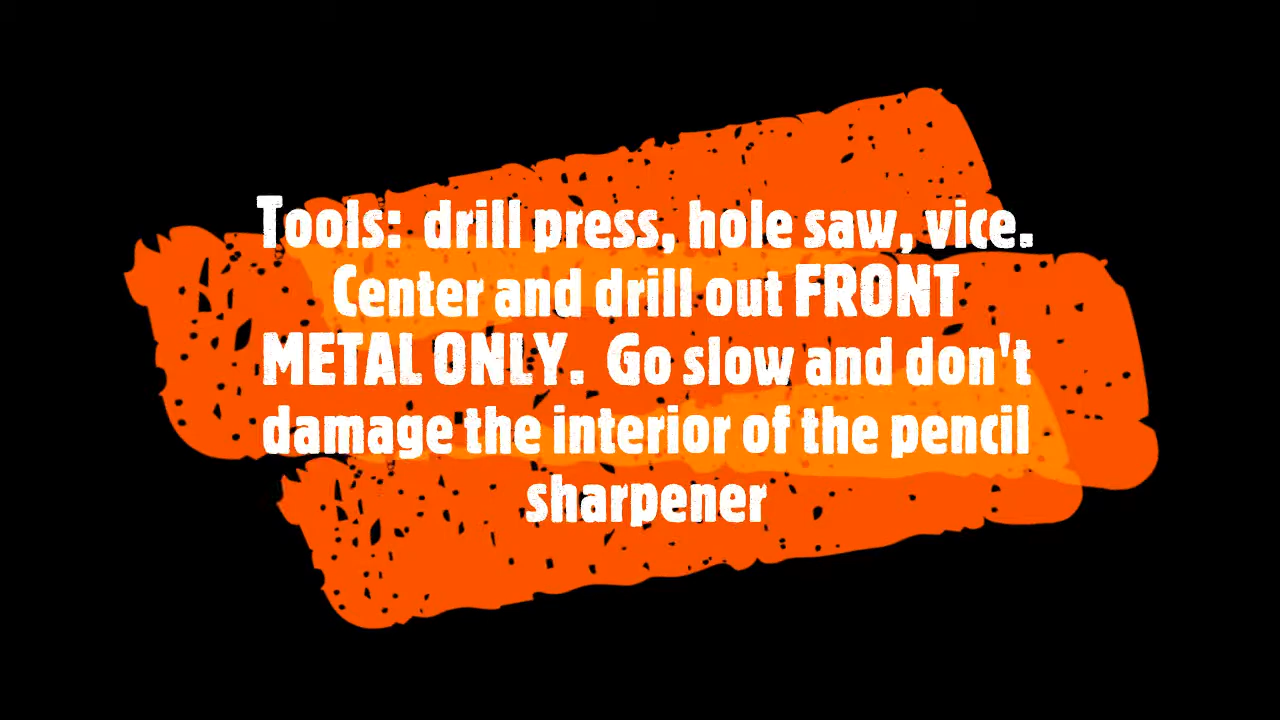 Tools:  drill press, hole saw, vice.
Center and drill out FRONT
METAL ONLY.  Go slow and don't
damage the interior of the pencil
sharpener